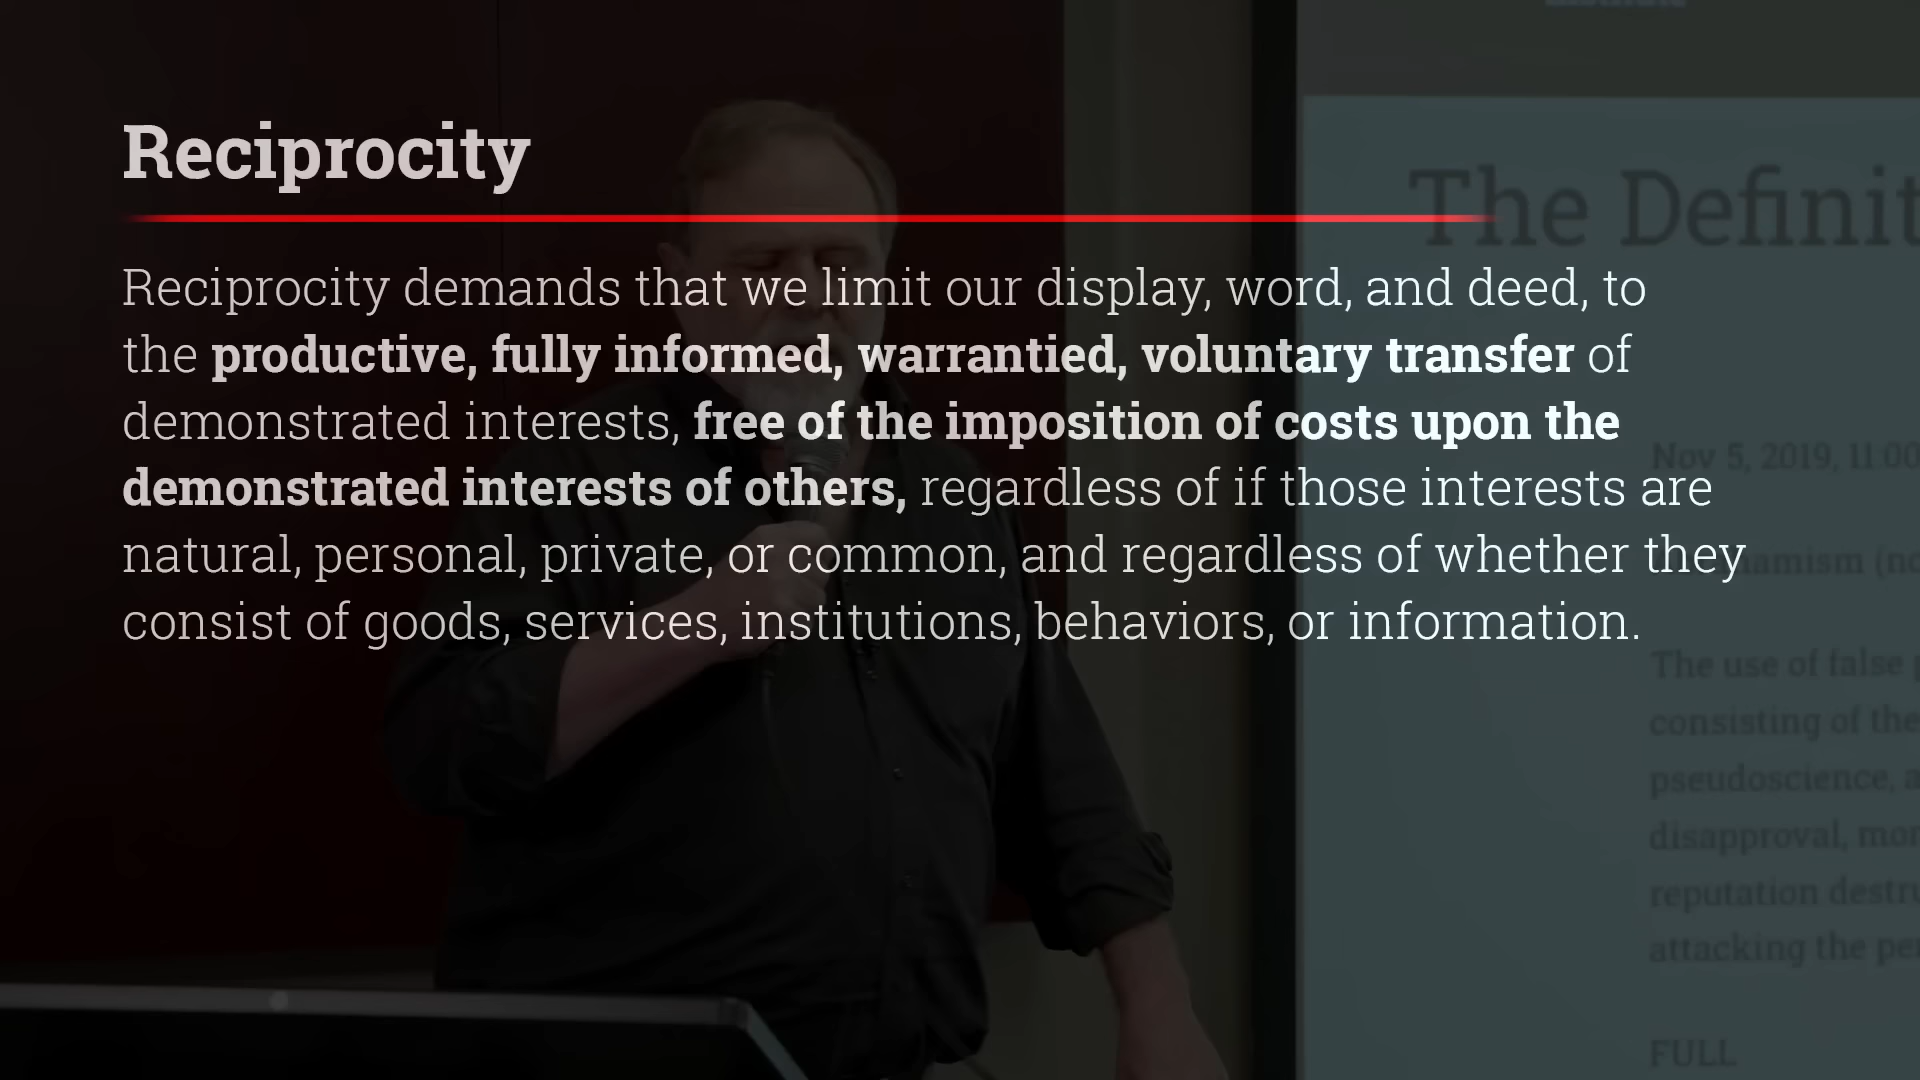 Reciprocity
Reciprocity demands that we limit our display, word, and deed, to
the productive, fully informed, warrantied, voluntary transfer of
demonstrated interests, free of the imposition of costs upon the
demonstrated interests of others, regardless of if those interests are
natural, personal, private, or common, and regardless of whether they
consist of goods, services, institutions, behaviors, or information.
The
Nov 5, 2019, 11:00
The use of false
consisting of the
pseudoscience,
disapproval,
reputation
attacking the
FULL